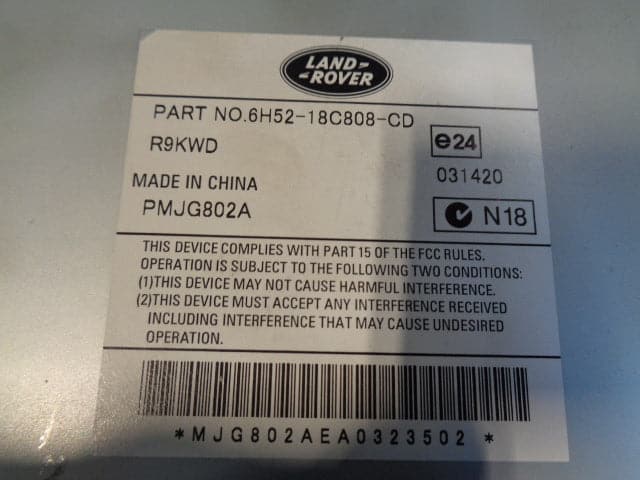 LAND-
-ROVER
PART NO.6H52-18C808-CD
R9KWD
e24
MADE IN CHINA
031420
PMJG802A
N18
THIS DEVICE COMPLIES WITH PART 15 OF THE FCC RULES.
OPERATION IS SUBJECT TO THE FOLLOWING TWO CONDITIONS:
(1)THIS DEVICE MAY NOT CAUSE HARMFUL INTERFERENCE.
(2)THIS DEVICE MUST ACCEPT ANY INTERFERENCE RECEIVED
INCLUDING INTERFERENCE THAT MAY CAUSE UNDESIRED
OPERATION.
*MJG802AEA0323502*